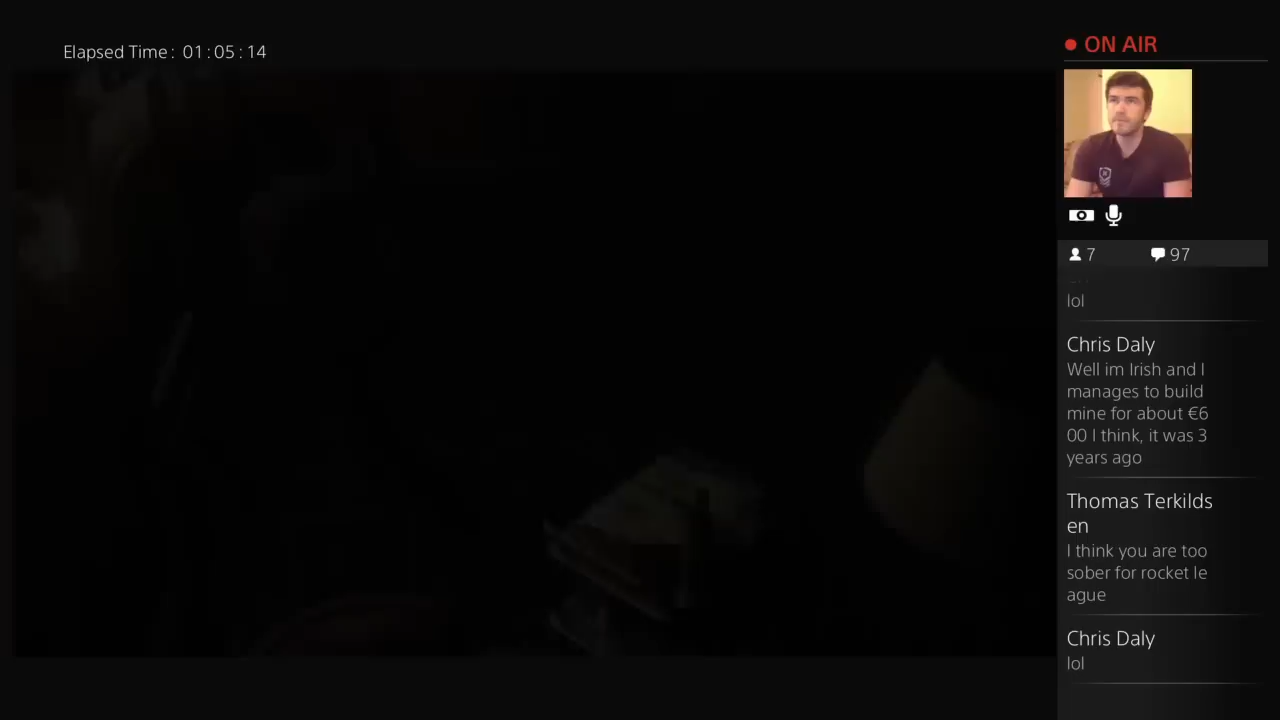 Elapsed Time: 01:05:14
ON AIR
7 97
lol
Chris Daly
Well im Irish and I
manages to build
mine for about €6
00 I think, it was 3
years ago
Thomas Terkilds
en
I think you are too
sober for rocket le
ague
Chris Daly
lol